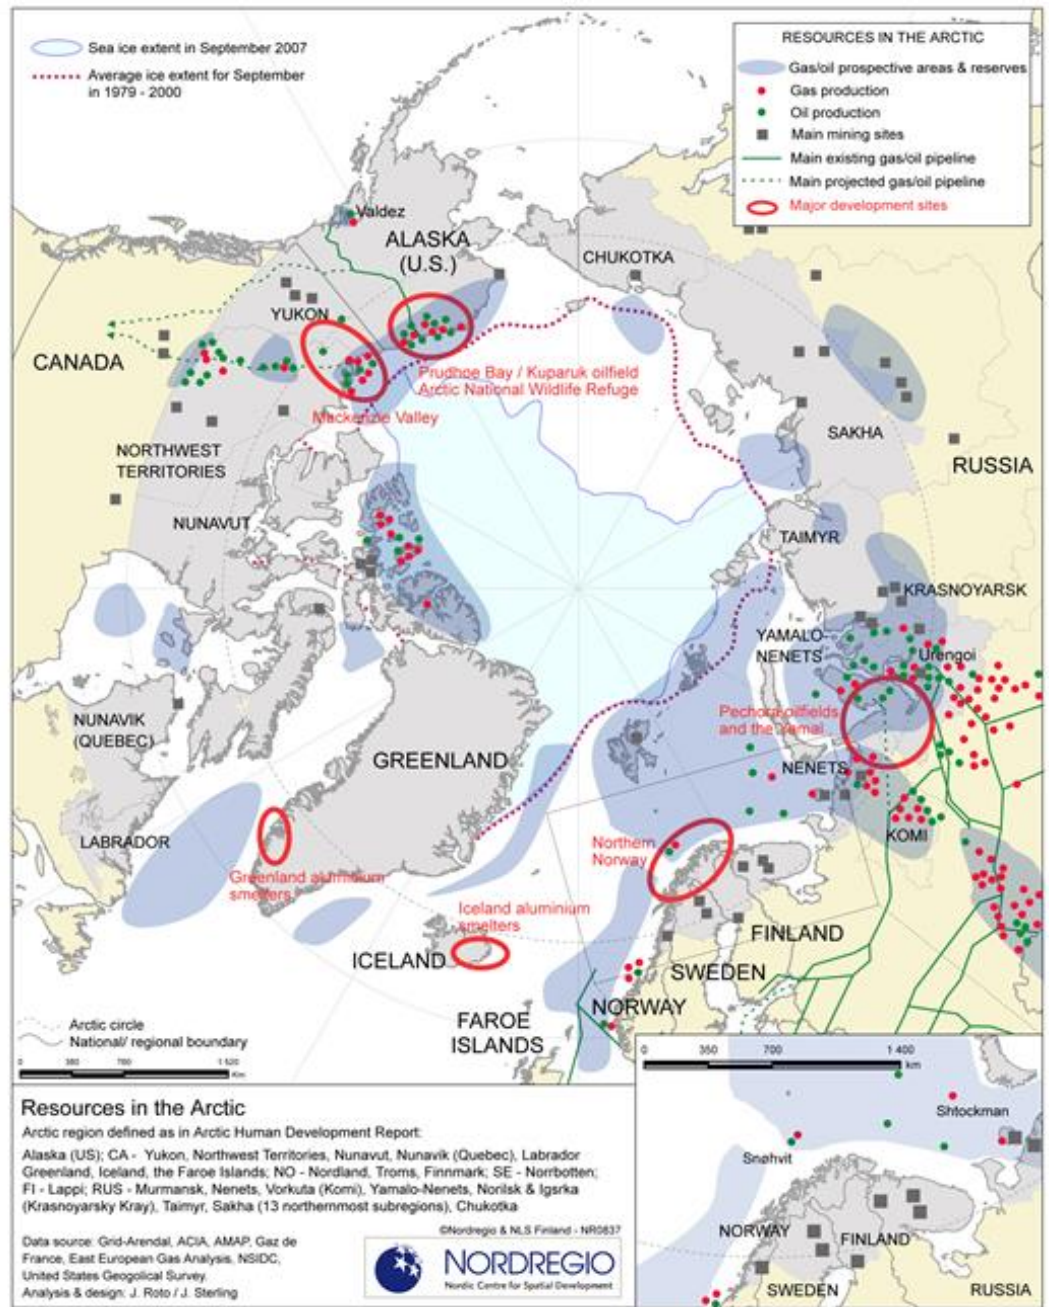 Sea ice extent in September 2007
Average ice extent for September
in 1979 - 2000
RESOURCES IN THE ARCTIC
Gas/oil prospective areas & reserves
Gas production
Oil production
Main mining sites
Main existing gas/oil pipeline
Main projected gas/oil pipeline
Major development sites
Valdez
ALASKA
(U.S.)
CHUKOTKA
YUKON
CANADA
Prudhoe Bay / Kuparuk oilfield
Arctic National Wildlife Refuge
Mackenzie Valley
NORTHWEST
TERRITORIES
SAKHA
RUSSIA
NUNAVUT
TAIMYR
KRASNOYARSK
YAMALO-
NENETS
Urengoi
NUNAVIK
(QUEBEC)
Pechora oilfields
and the Yamal
GREENLAND
NENETS
LABRADOR
Northern
Norway
KOMI
Greenland aluminium
smelters
Iceland aluminium
smelters
FINLAND
ICELAND
SWEDEN
NORWAY
FAROE
ISLANDS
Arctic circle
National/ regional boundary
0 380 760 1 520
Km
0 350 700 1 400
km
Shtockman
Snøhvit
NORWAY
FINLAND
SWEDEN
RUSSIA
Resources in the Arctic
Arctic region defined as in Arctic Human Development Report:
Alaska (US); CA - Yukon, Northwest Territories, Nunavut, Nunavik (Quebec), Labrador
Greenland, Iceland, the Faroe Islands; NO - Nordland, Troms, Finnmark; SE - Norrbotten;
FI - Lappi; RUS - Murmansk, Nenets, Vorkuta (Komi), Yamalo-Nenets, Norilsk & Igsrka
(Krasnoyarsky Kray), Taimyr, Sakha (13 northernmost subregions), Chukotka
©Nordregio & NLS Finland - NR0837
Data source: Grid-Arendal, ACIA, AMAP, Gaz de
France, East European Gas Analysis, NSIDC,
United States Geogolical Survey.
Analysis & design: J. Roto / J. Sterling
NORDREGIO
Nordic Centre for Spatial Development